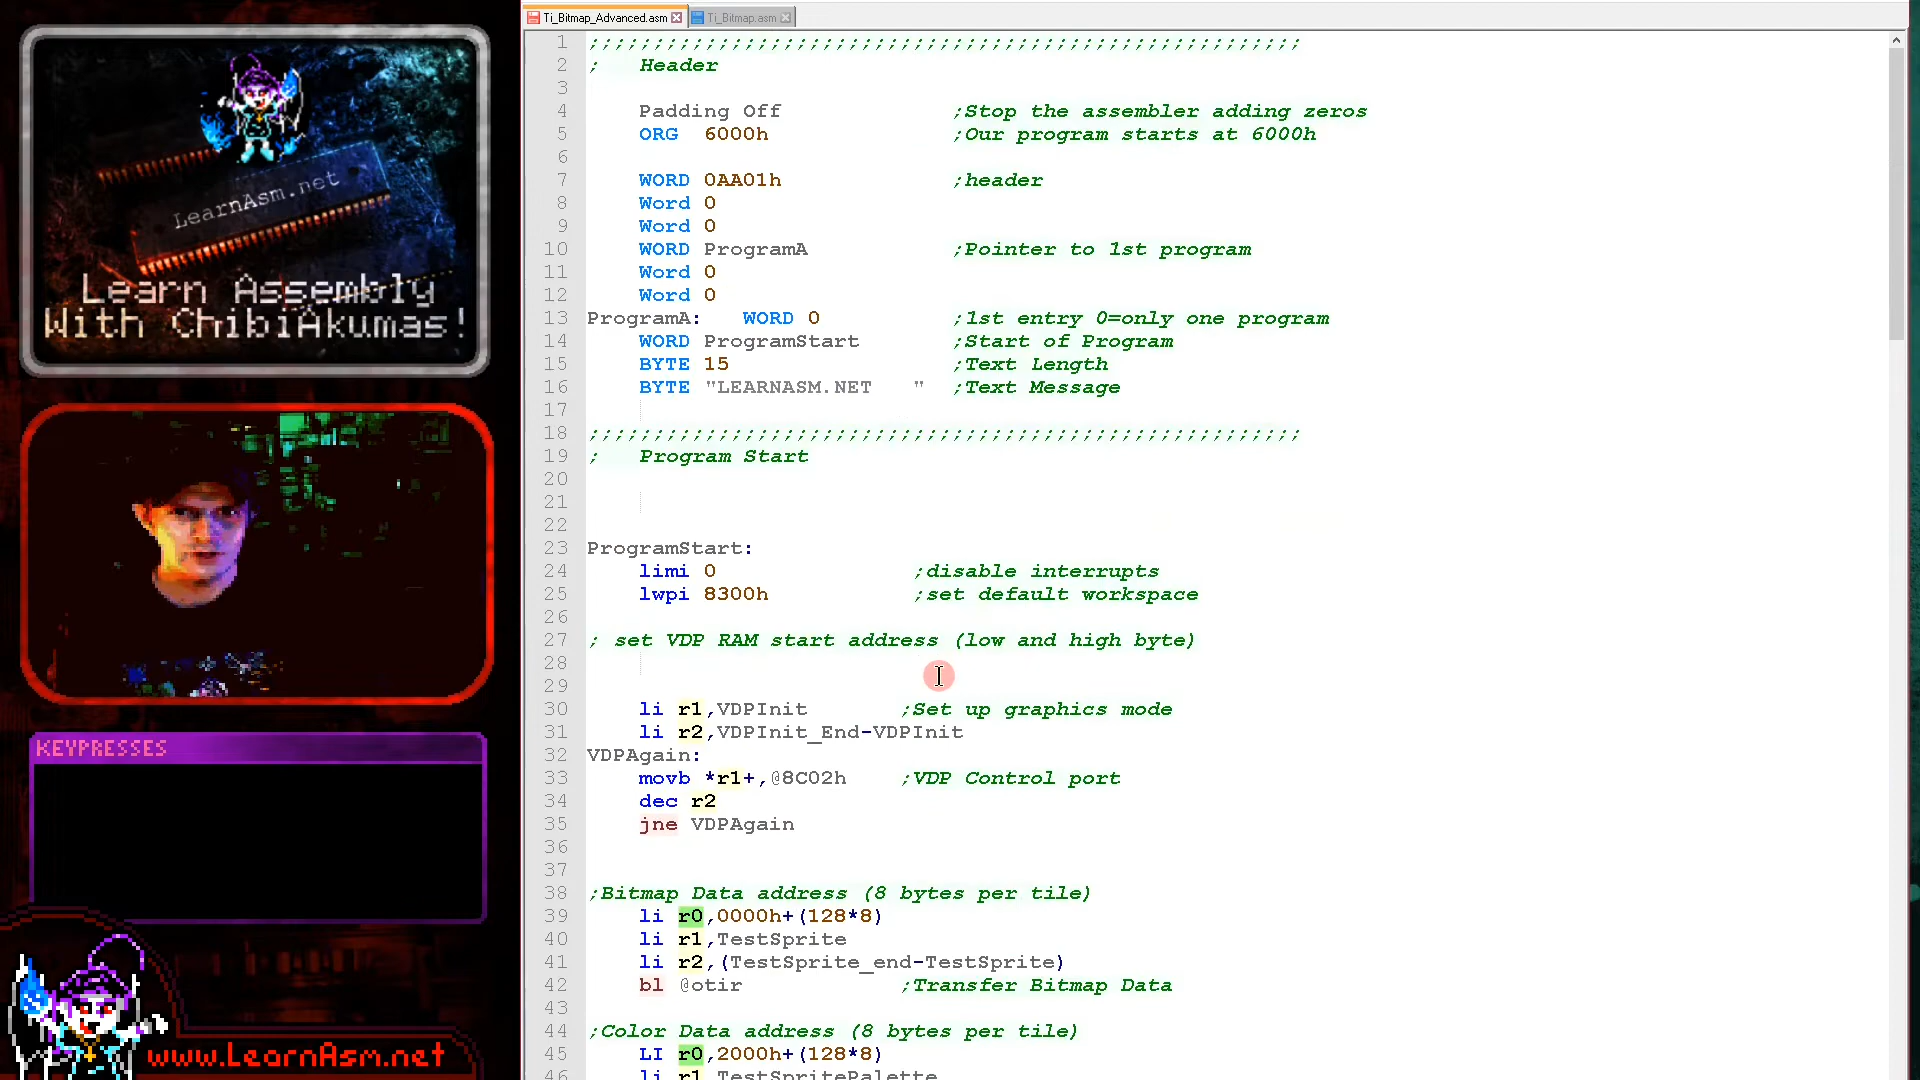 Ti_Bitmap_Advanced.asm
Ti_Bitmap.asm
LearnAsm.net
Learn Assembly
With ChibiAkumas!
KEYPRESSES
www.LearnAsm.net
1 ;;;;;;;;;;;;;;;;;;;;;;;;;;;;;;;;;;;;;;;;;;;;;;;;;;;;;;;
2 ; Header
3
4 Padding Off ;Stop the assembler adding zeros
5 ORG 6000h ;Our program starts at 6000h
6
7 WORD 0AA01h ;header
8 Word 0
9 Word 0
10 WORD ProgramA ;Pointer to 1st program
11 Word 0
12 Word 0
13 ProgramA: WORD 0 ;1st entry 0=only one program
14 WORD ProgramStart ;Start of Program
15 BYTE 15 ;Text Length
16 BYTE "LEARNASM.NET   " ;Text Message
17
18 ;;;;;;;;;;;;;;;;;;;;;;;;;;;;;;;;;;;;;;;;;;;;;;;;;;;;;;;
19 ; Program Start
20
21
22
23 ProgramStart:
24 limi 0 ;disable interrupts
25 lwpi 8300h ;set default workspace
26
27 ; set VDP RAM start address (low and high byte)
28
29
30 li r1,VDPInit ;Set up graphics mode
31 li r2,VDPInit_End-VDPInit
32 VDPAgain:
33 movb *r1+,@8C02h ;VDP Control port
34 dec r2
35 jne VDPAgain
36
37
38 ;Bitmap Data address (8 bytes per tile)
39 li r0,0000h+(128*8)
40 li r1,TestSprite
41 li r2,(TestSprite_end-TestSprite)
42 bl @otir ;Transfer Bitmap Data
43
44 ;Color Data address (8 bytes per tile)
45 LI r0,2000h+(128*8)
46 li r1,TestSpritePalette